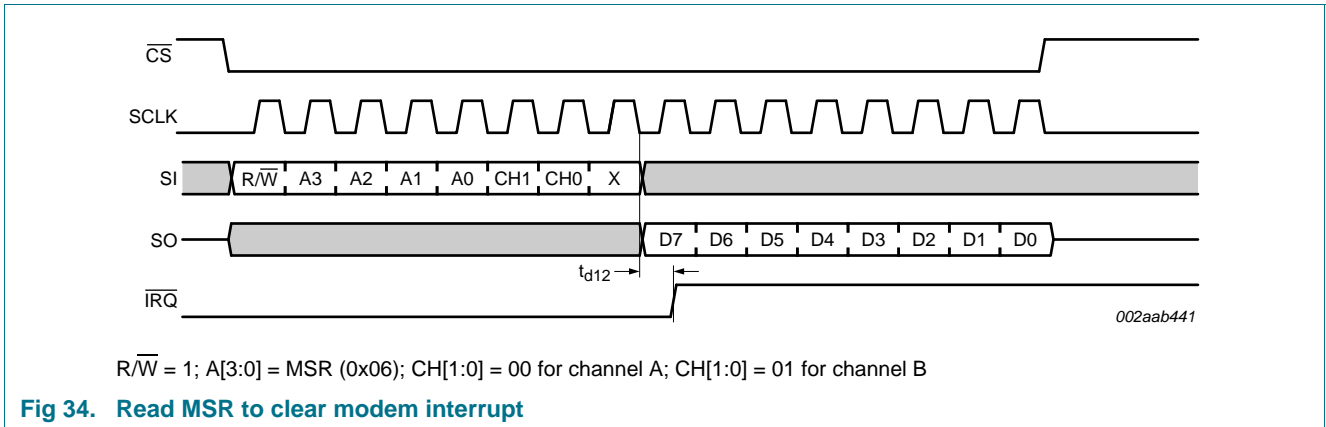 C̅S̅
SCLK
SI R/W̅ A3 A2 A1 A0 CH1 CH0 X
SO D7 D6 D5 D4 D3 D2 D1 D0
td12
I̅R̅Q̅
002aab441
R/W̅ = 1; A[3:0] = MSR (0x06); CH[1:0] = 00 for channel A; CH[1:0] = 01 for channel B
Fig 34. Read MSR to clear modem interrupt